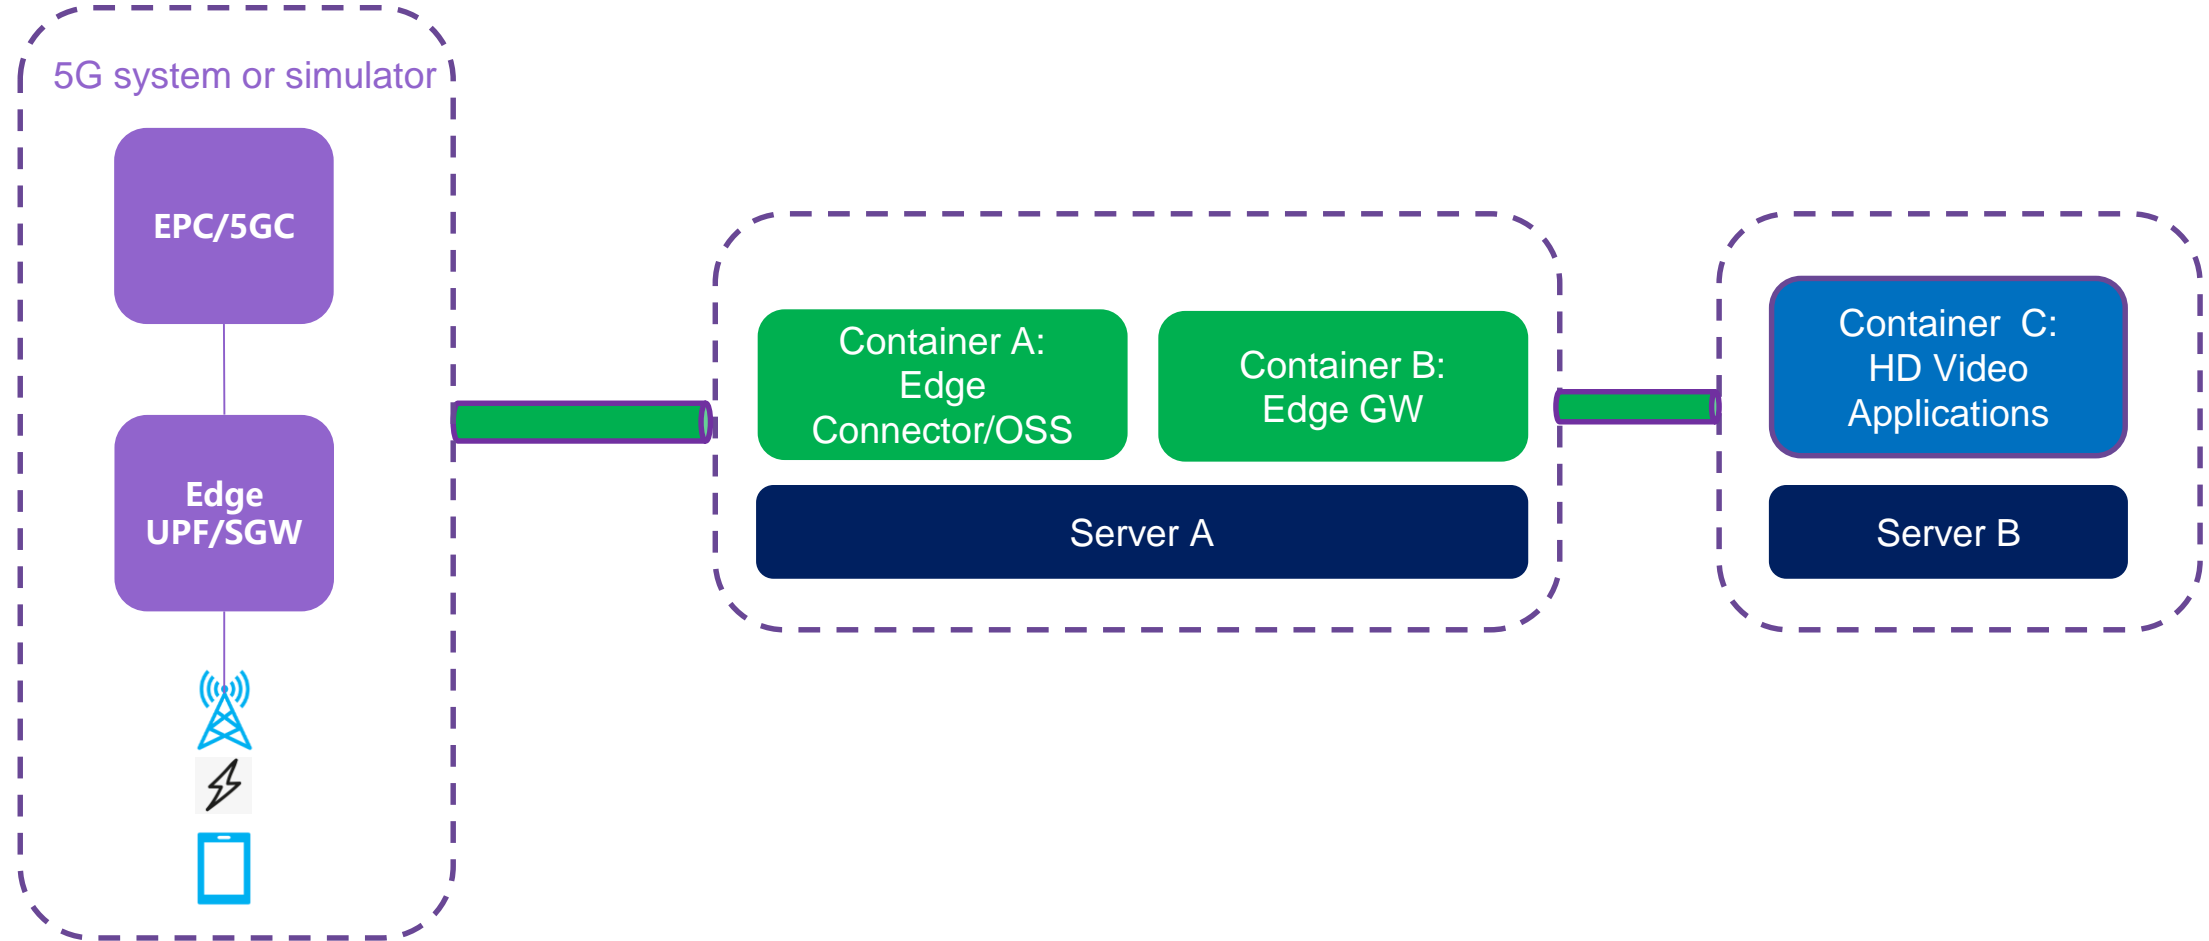 5G system or simulator
EPC/5GC
Edge
UPF/SGW
Container A:
Edge
Connector/OSS
Container B:
Edge GW
Server A
Container  C:
HD Video
Applications
Server B